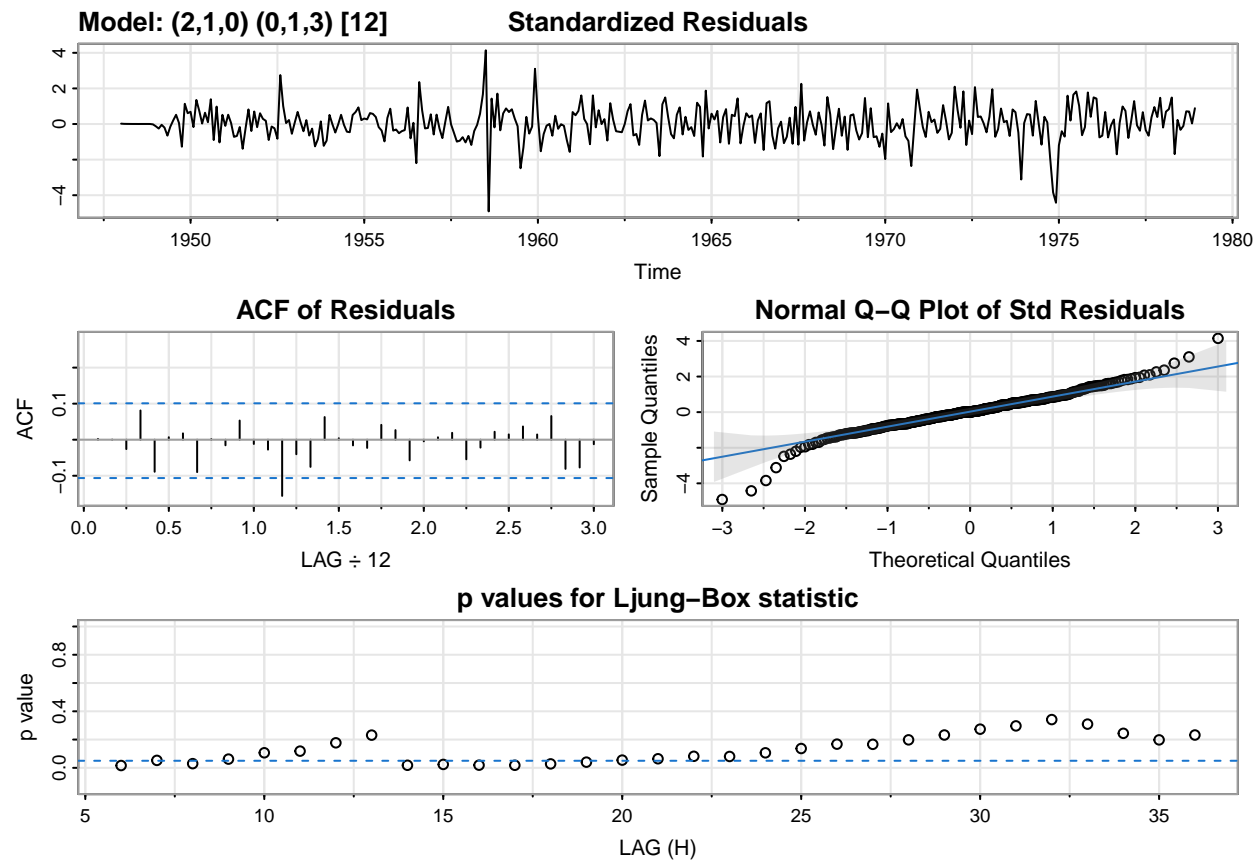 Model: (2,1,0) (0,1,3) [12]
Standardized Residuals
4
2
0
−4
1950 1955 1960 1965 1970 1975 1980
Time
ACF of Residuals
ACF
0.1
−0.1
0.0 0.5 1.0 1.5 2.0 2.5 3.0
LAG ÷ 12
Normal Q−Q Plot of Std Residuals
Sample Quantiles
4
2
0
−4
−3 −2 −1 0 1 2 3
Theoretical Quantiles
p values for Ljung−Box statistic
p value
0.8
0.4
0.0
5 10 15 20 25 30 35
LAG (H)